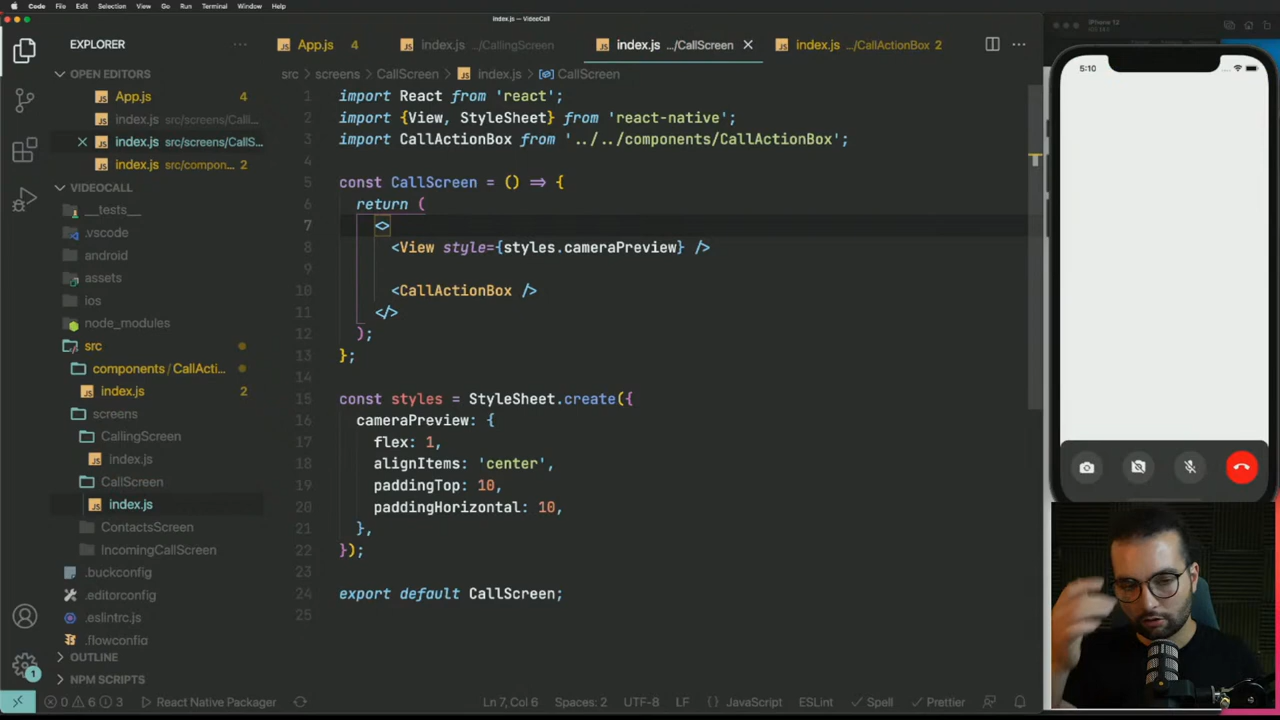 Code File Edit Selection View Go Run Terminal Window Help
index.js — VideoCall
EXPLORER
App.js 4
index.js .../CallingScreen
index.js .../CallScreen
index.js .../CallActionBox 2
src > screens > CallScreen > index.js > CallScreen
OPEN EDITORS
App.js 4
index.js src/screens/Calli...
index.js src/screens/CallS...
index.js src/compon... 2
VIDEOCALL
__tests__
.vscode
android
assets
ios
node_modules
src
components / CallActi...
index.js 2
screens
CallingScreen
index.js
CallScreen
index.js
ContactsScreen
IncomingCallScreen
.buckconfig
.editorconfig
.eslintrc.js
.flowconfig
OUTLINE
NPM SCRIPTS
1 import React from 'react';
2 import {View, StyleSheet} from 'react-native';
3 import CallActionBox from '../../components/CallActionBox';
4
5 const CallScreen = () => {
6 return (
7 <>
8 <View style={styles.cameraPreview} />
9
10 <CallActionBox />
11 </>
12 );
13 };
14
15 const styles = StyleSheet.create({
16 cameraPreview: {
17 flex: 1,
18 alignItems: 'center',
19 paddingTop: 10,
20 paddingHorizontal: 10,
21 },
22 });
23
24 export default CallScreen;
25
iPhone 12
5:10
1
0 6 3 React Native Packager
Ln 7, Col 6 Spaces: 2 UTF-8 LF {} JavaScript ESLint Spell Prettier